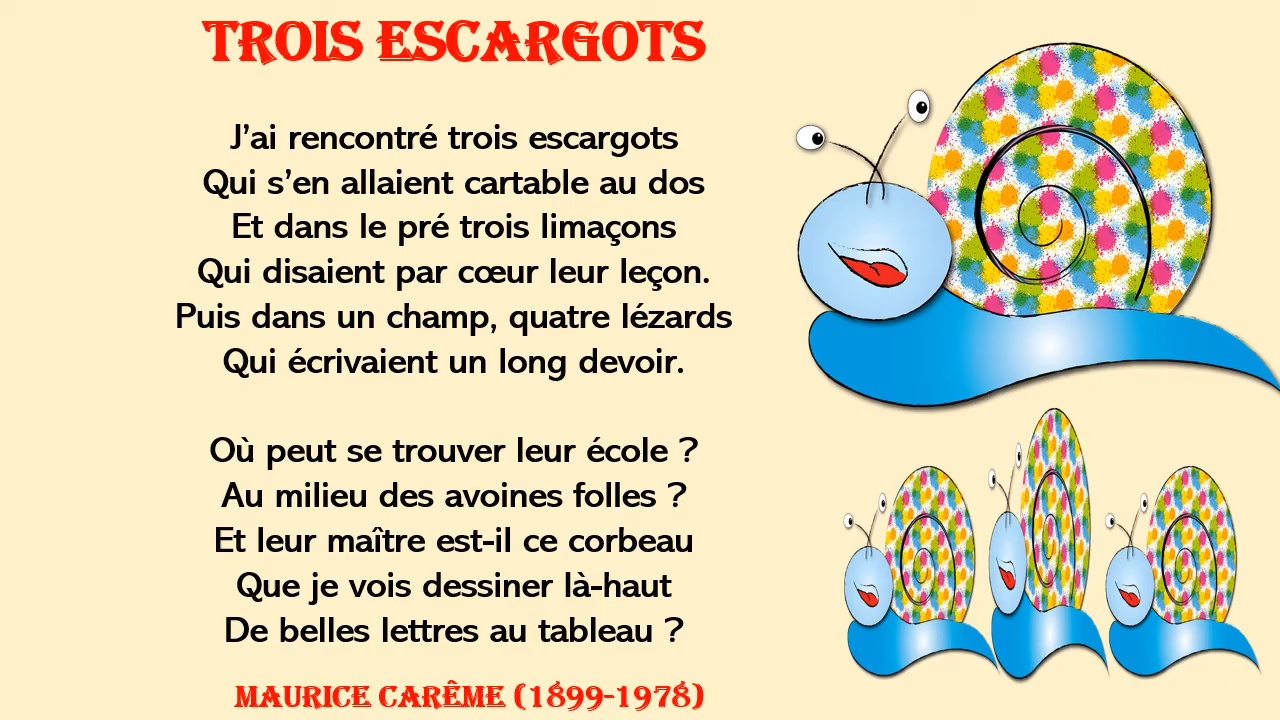 TROIS ESCARGOTS
J’ai rencontré trois escargots
Qui s’en allaient cartable au dos
Et dans le pré trois limaçons
Qui disaient par cœur leur leçon.
Puis dans un champ, quatre lézards
Qui écrivaient un long devoir.
Où peut se trouver leur école ?
Au milieu des avoines folles ?
Et leur maître est-il ce corbeau
Que je vois dessiner là-haut
De belles lettres au tableau ?
MAURICE CARÊME (1899-1978)